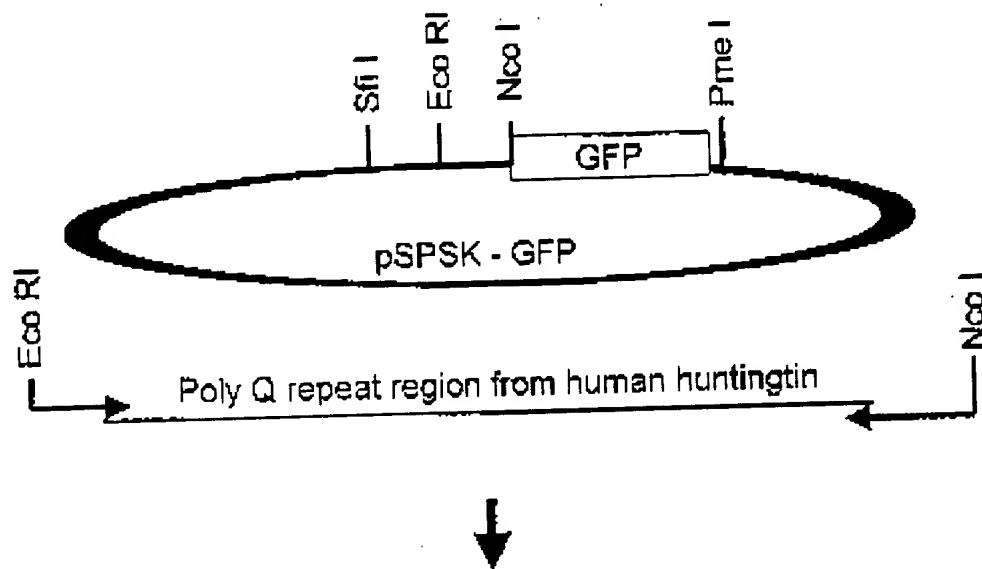 Sfi I
Eco RI
Nco I
Pme I
GFP
pSPSK - GFP
Eco RI
Nco I
Poly Q repeat region from human huntingtin